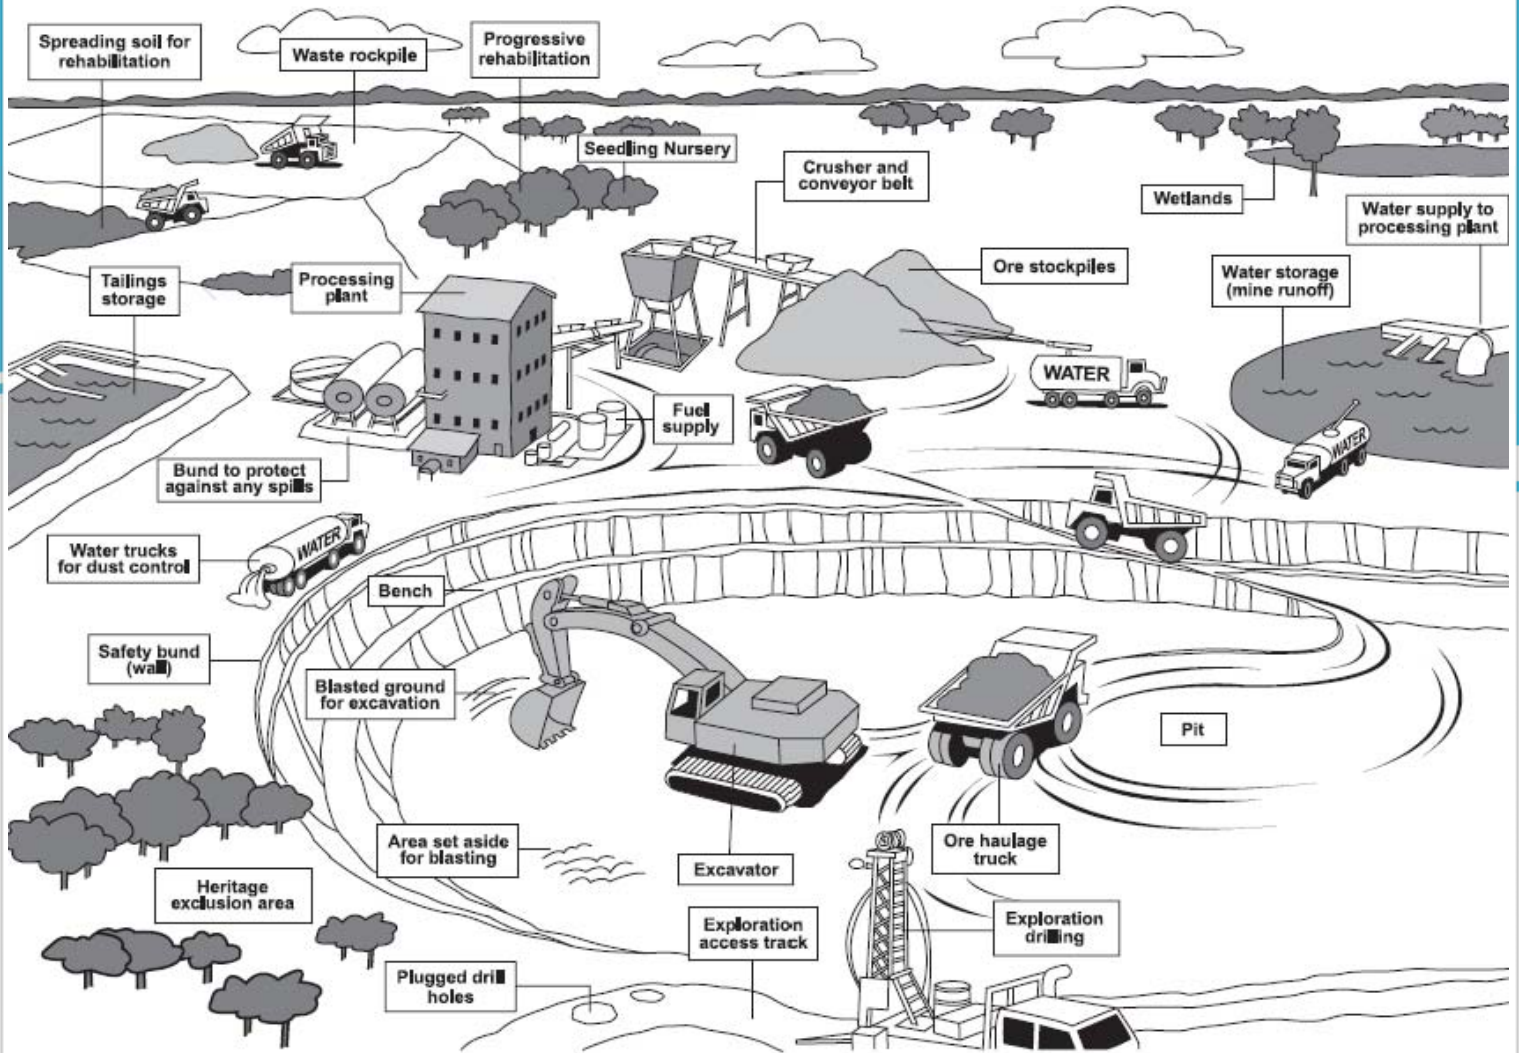 Spreading soil for
rehabilitation
Waste rockpile
Progressive
rehabilitation
Seedling Nursery
Crusher and
conveyor belt
Wetlands
Water supply to
processing plant
Tailings
storage
Processing
plant
Ore stockpiles
Water storage
(mine runoff)
WATER
Fuel
supply
WATER
Bund to protect
against any spills
WATER
Water trucks
for dust control
Bench
Safety bund
(wall)
Blasted ground
for excavation
Pit
Area set aside
for blasting
Excavator
Ore haulage
truck
Heritage
exclusion area
Exploration
access track
Exploration
drilling
Plugged drill
holes